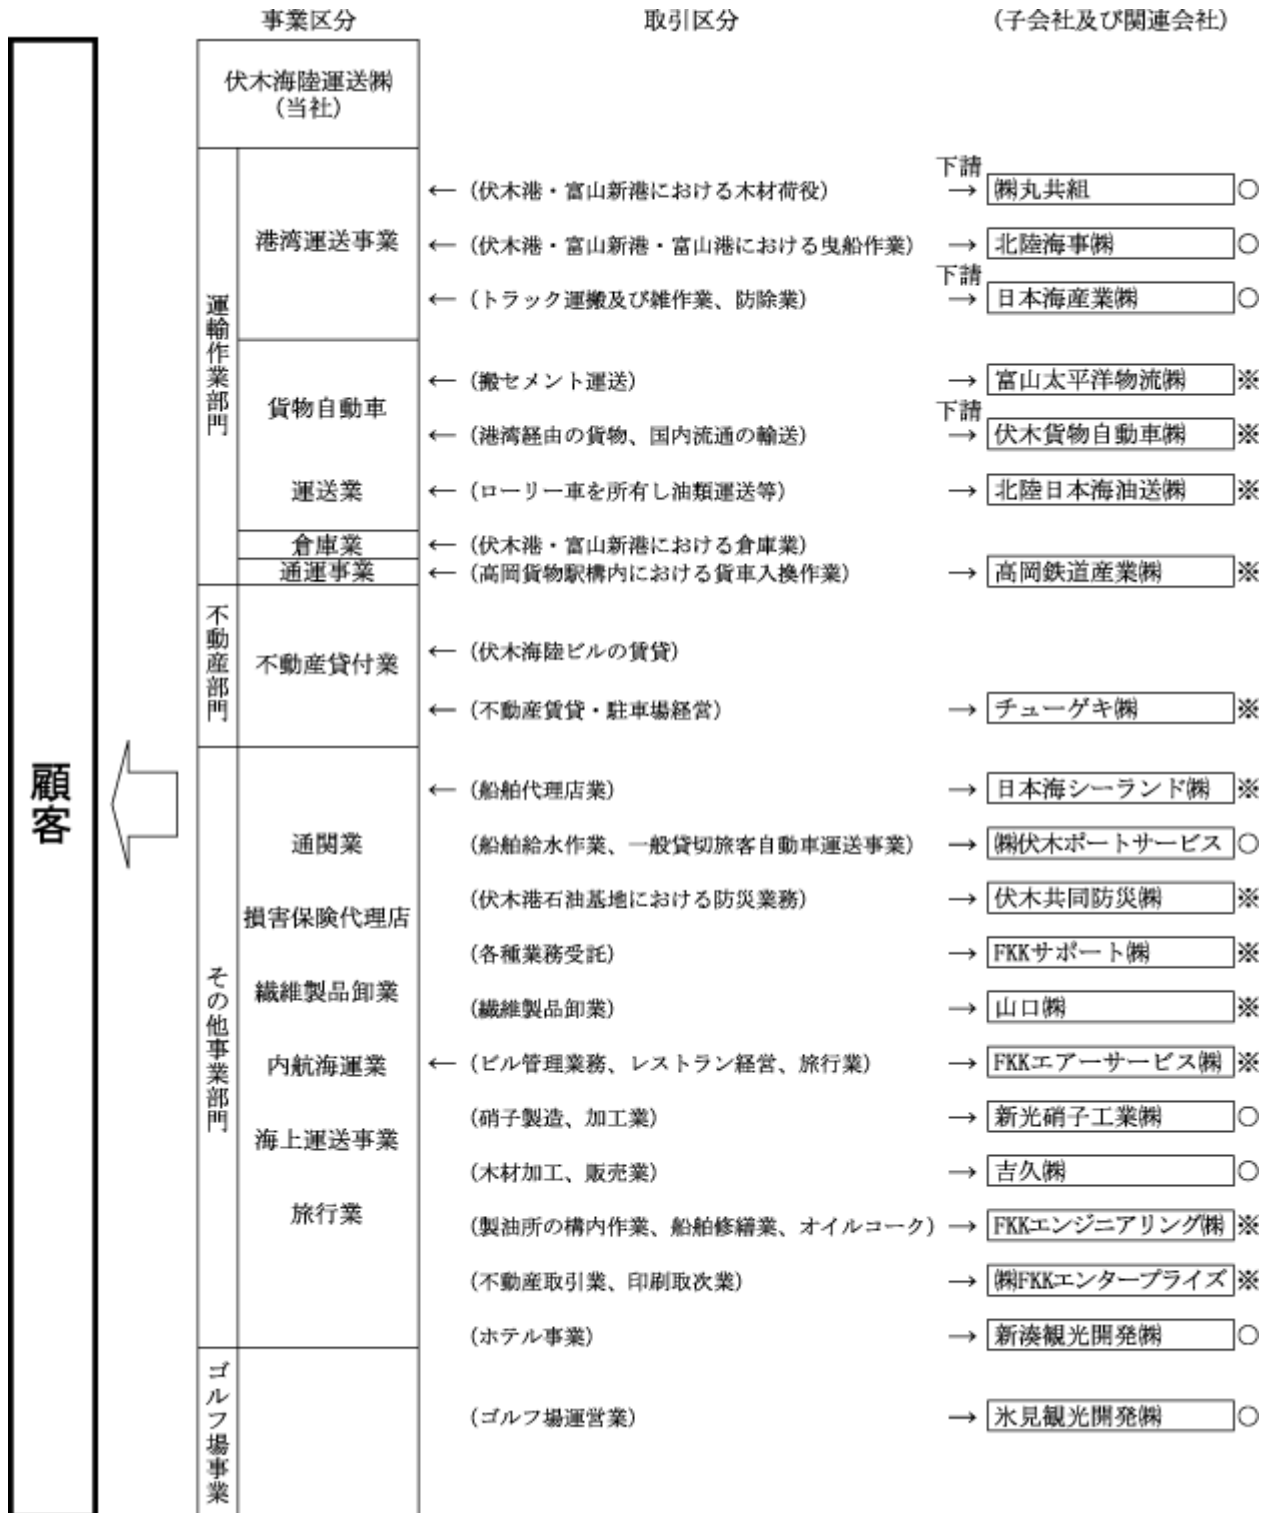 事業区分 取引区分 (子会社及び関連会社)
顧客
伏木海陸運送㈱
(当社)
運輸作業部門
港湾運送事業
← (伏木港・富山新港における木材荷役) 下請 → ㈱丸共組 ○
← (伏木港・富山新港・富山港における曳船作業) → 北陸海事㈱ ○
← (トラック運搬及び雑作業、防除業) 下請 → 日本海産業㈱ ○
貨物自動車
運送業
← (搬セメント運送) → 富山太平洋物流㈱ ※
← (港湾経由の貨物、国内流通の輸送) 下請 → 伏木貨物自動車㈱ ※
← (ローリー車を所有し油類運送等) → 北陸日本海油送㈱ ※
倉庫業 ← (伏木港・富山新港における倉庫業)
通運事業 ← (高岡貨物駅構内における貨車入換作業) → 高岡鉄道産業㈱ ※
不動産部門
不動産貸付業
← (伏木海陸ビルの賃貸)
← (不動産賃貸・駐車場経営) → チューゲキ㈱ ※
その他事業部門
通関業
損害保険代理店
繊維製品卸業
内航海運業
海上運送事業
旅行業
← (船舶代理店業) → 日本海シーランド㈱ ※
(船舶給水作業、一般貸切旅客自動車運送事業) → ㈱伏木ポートサービス ○
(伏木港石油基地における防災業務) → 伏木共同防災㈱ ※
(各種業務受託) → FKKサポート㈱ ※
(繊維製品卸業) → 山口㈱ ※
← (ビル管理業務、レストラン経営、旅行業) → FKKエアーサービス㈱ ※
(硝子製造、加工業) → 新光硝子工業㈱ ○
(木材加工、販売業) → 吉久㈱ ○
(製油所の構内作業、船舶修繕業、オイルコーク) → FKKエンジニアリング㈱ ※
(不動産取引業、印刷取次業) → ㈱FKKエンタープライズ ※
(ホテル事業) → 新湊観光開発㈱ ○
ゴルフ場事業
(ゴルフ場運営業) → 氷見観光開発㈱ ○